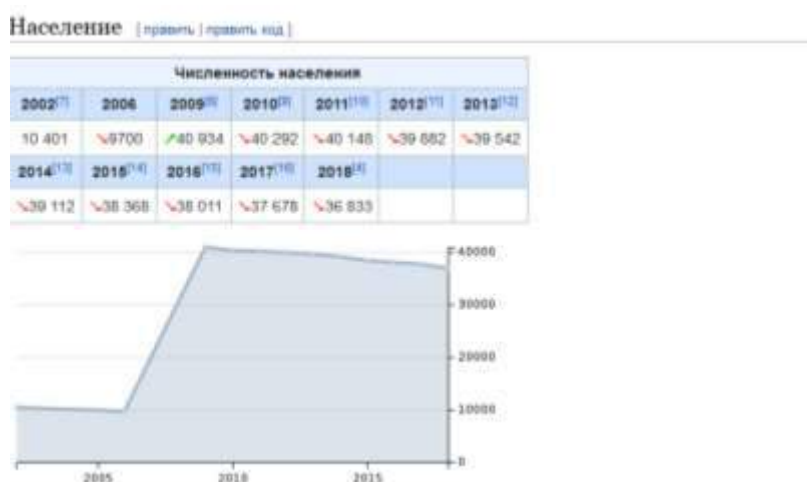 Население [ править | править код ]
Численность населения
2002[7] 2006 2009[8] 2010[9] 2011[10] 2012[11] 2013[12]
10 401 ↘9700 ↗40 934 ↘40 292 ↘40 148 ↘39 882 ↘39 542
2014[13] 2015[14] 2016[15] 2017[16] 2018[4]
↘39 112 ↘38 368 ↘38 011 ↘37 678 ↘36 833
40000
30000
20000
10000
0
2005 2010 2015